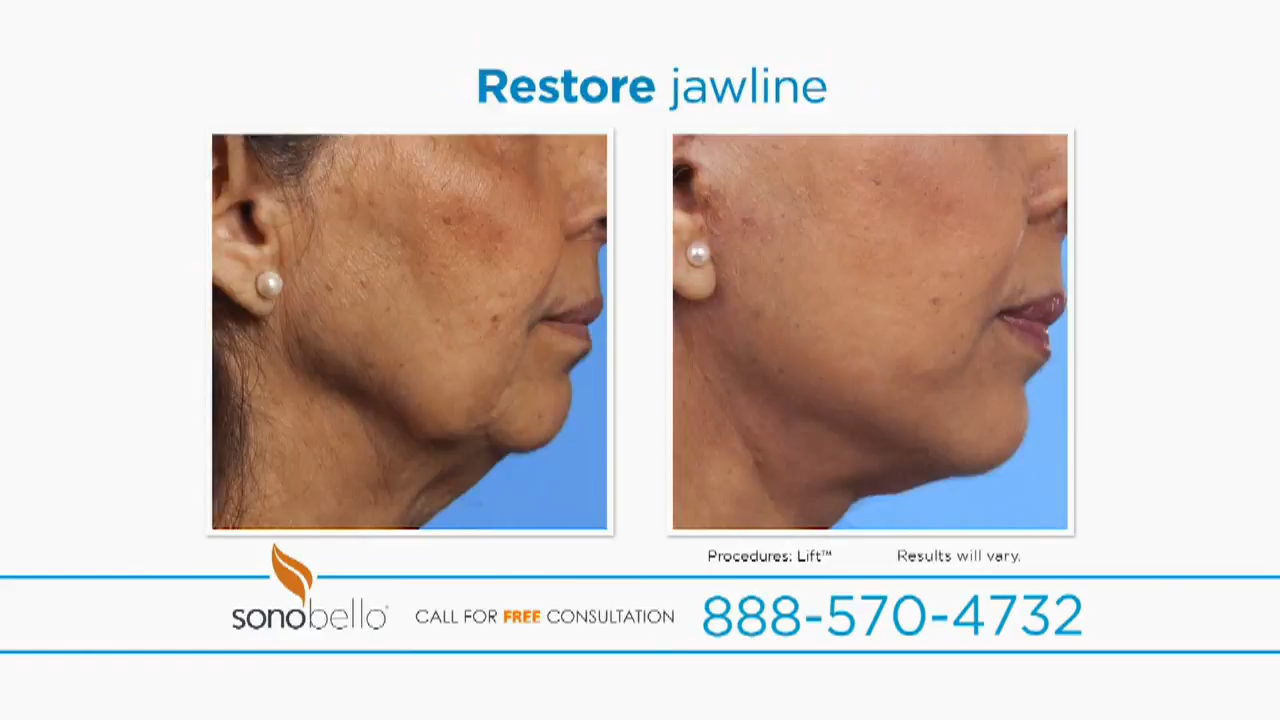 Restore jawline
Procedures: Lift™ Results will vary.
sonobello® CALL FOR FREE CONSULTATION 888-570-4732